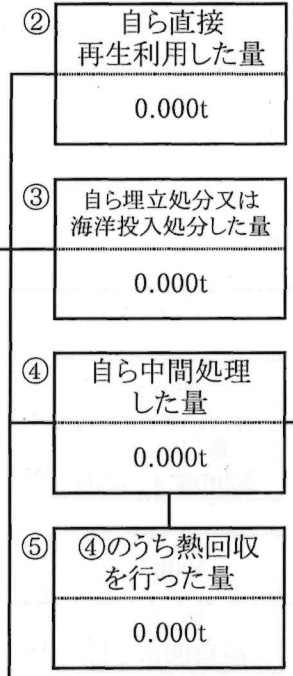 ② 自ら直接
再生利用した量
0.000t
③ 自ら埋立処分又は
海洋投入処分した量
0.000t
④ 自ら中間処理
した量
0.000t
⑤ ④のうち熱回収
を行った量
0.000t